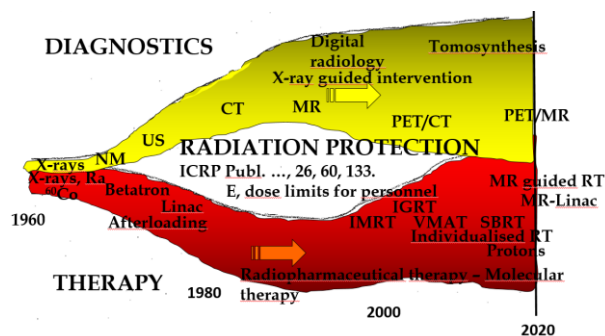 DIAGNOSTICS
Digital
radiology
Tomosynthesis
X-ray guided intervention
CT
MR
PET/CT
PET/MR
US
NM
X-rays
RADIATION PROTECTION
ICRP Publ. …, 26, 60, 133.
E, dose limits for personnel
X-rays, Ra
60Co
Betatron
Linac
Afterloading
MR guided RT
MR-Linac
IGRT
IMRT
VMAT
SBRT
Individualised RT
Protons
Radiopharmaceutical therapy – Molecular
therapy
THERAPY
1960
1980
2000
2020